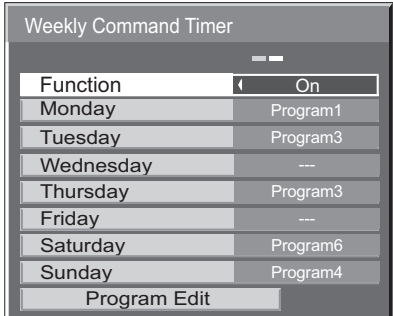 Weekly Command Timer
Function On
Monday Program1
Tuesday Program3
Wednesday ---
Thursday Program3
Friday ---
Saturday Program6
Sunday Program4
Program Edit